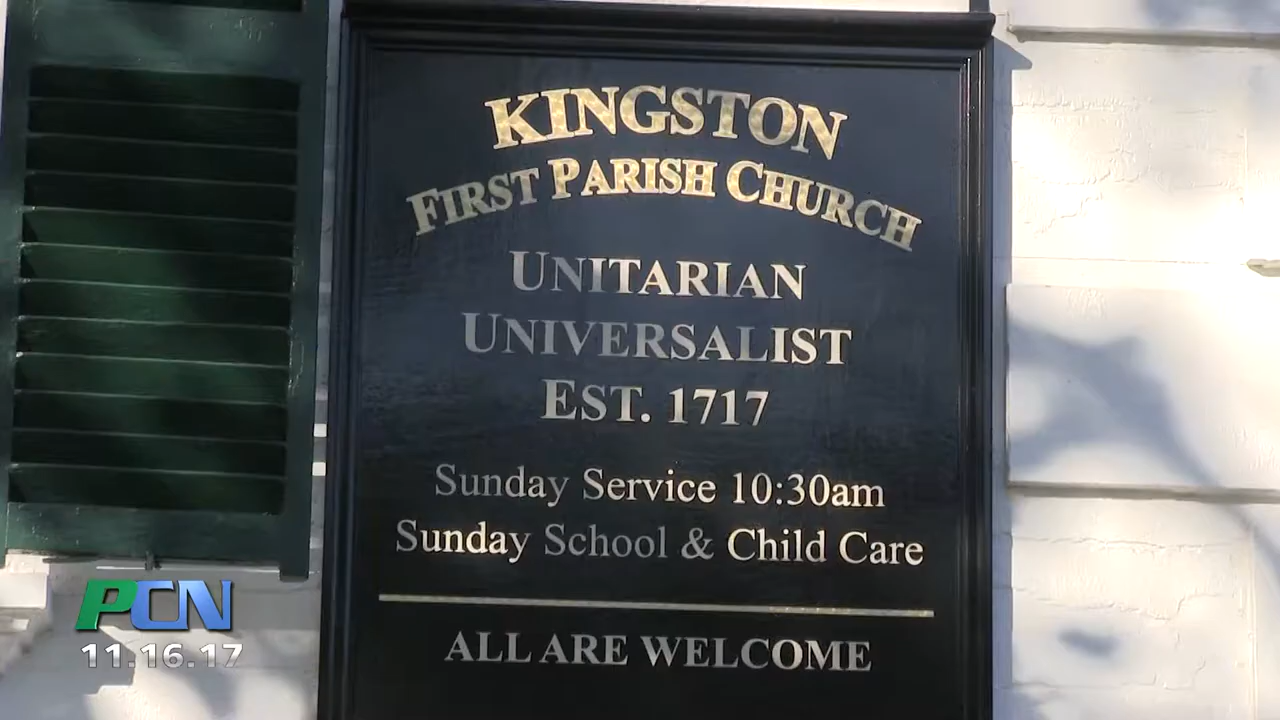 KINGSTON
FIRST PARISH CHURCH
UNITARIAN
UNIVERSALIST
EST. 1717
Sunday Service 10:30am
Sunday School & Child Care
ALL ARE WELCOME
PCN
11.16.17